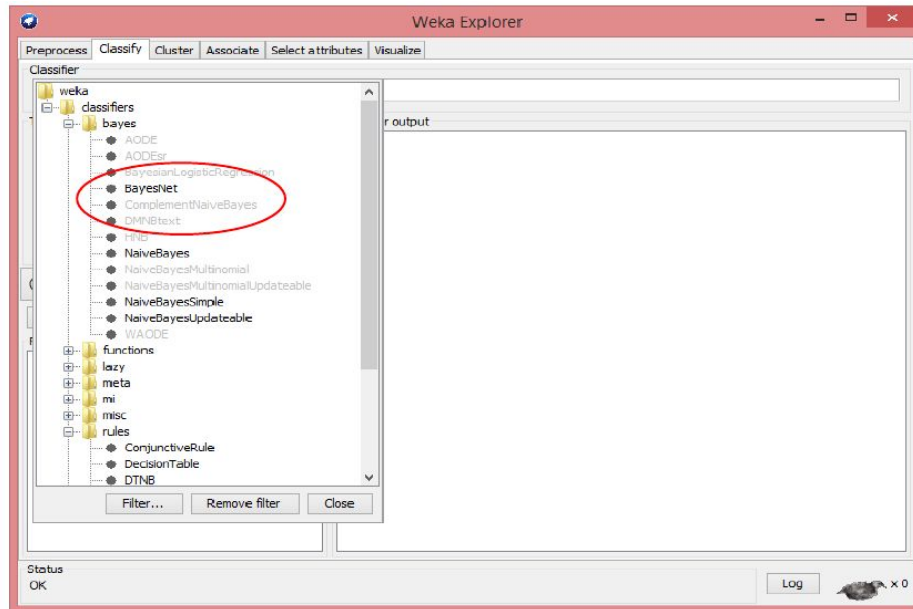 Weka Explorer
Preprocess Classify Cluster Associate Select attributes Visualize
Classifier
weka
classifiers
bayes
r output
AODE
AODEsr
BayesianLogisticRegression
BayesNet
ComplementNaiveBayes
DMNBtext
HNB
NaiveBayes
NaiveBayesMultinomial
NaiveBayesMultinomialUpdateable
NaiveBayesSimple
NaiveBayesUpdateable
WAODE
functions
lazy
meta
mi
misc
rules
ConjunctiveRule
DecisionTable
DTNB
Filter... Remove filter Close
Status
OK
Log x 0